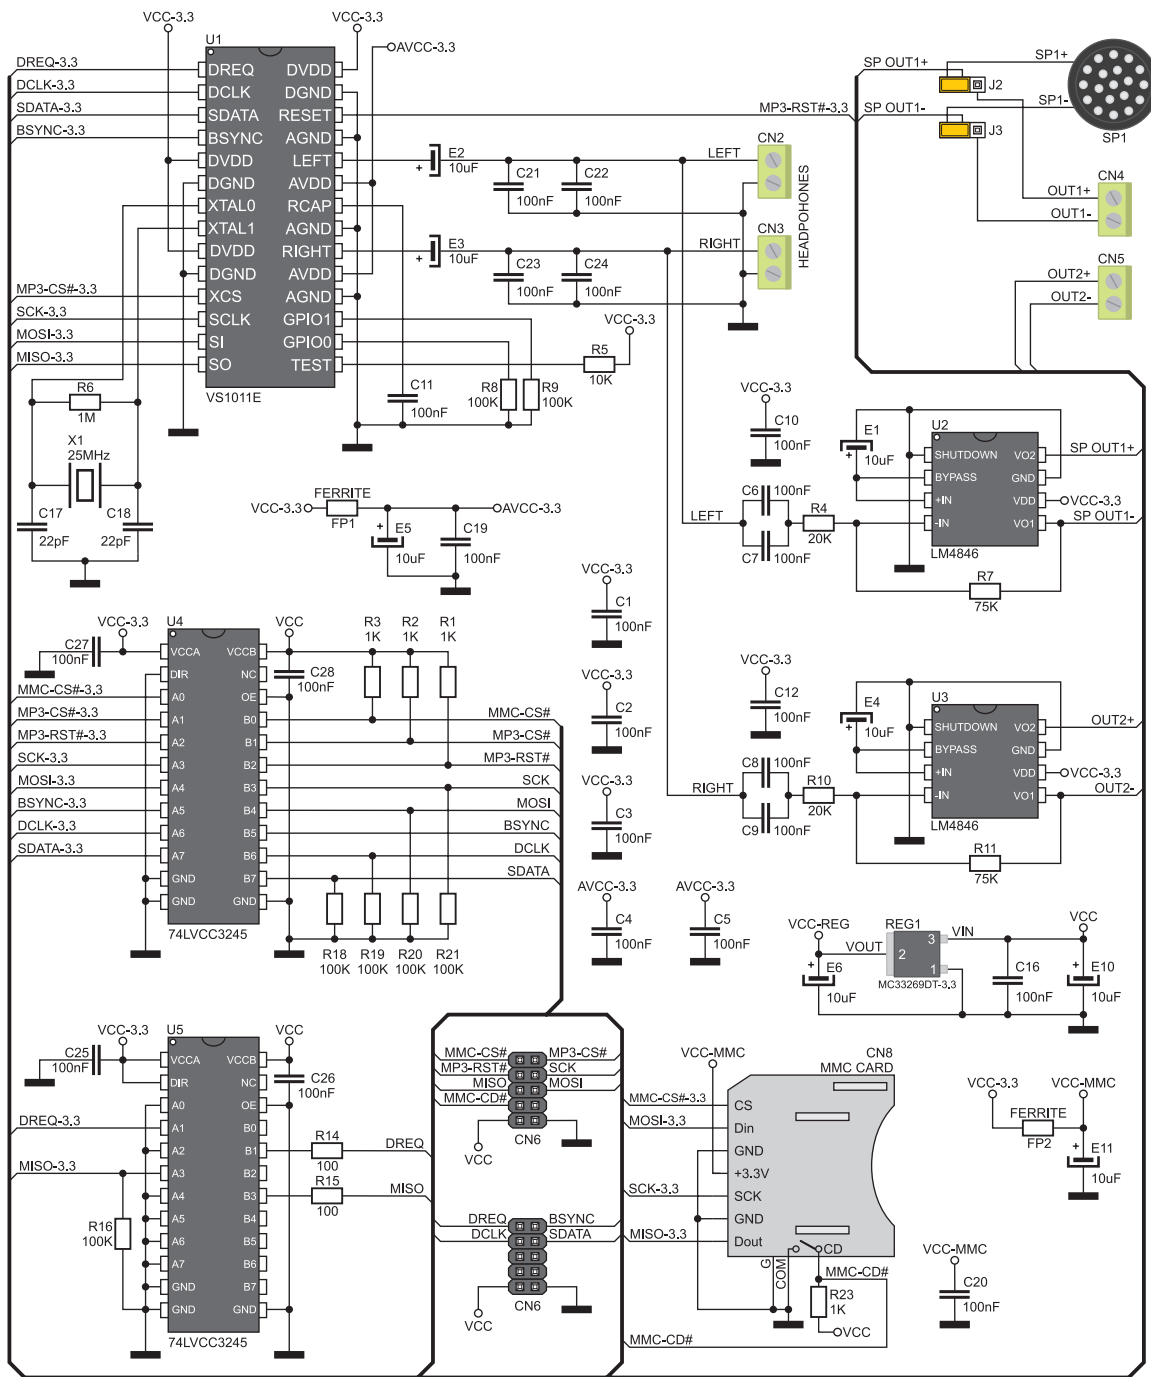 VCC-3.3
VCC-3.3
U1
AVCC-3.3
DREQ-3.3
DCLK-3.3
SDATA-3.3
BSYNC-3.3
DREQ DVDD
DCLK DGND
SDATA RESET
BSYNC AGND
DVDD LEFT
DGND AVDD
XTAL0 RCAP
XTAL1 AGND
DVDD RIGHT
DGND AVDD
XCS AGND
SCLK GPIO1
SI GPIO0
SO TEST
VS1011E
MP3-CS#-3.3
SCK-3.3
MOSI-3.3
MISO-3.3
MP3-RST#-3.3
E2
10uF
C21
100nF
C22
100nF
LEFT
CN2
E3
10uF
C23
100nF
C24
100nF
RIGHT
CN3
HEADPOHONES
SP OUT1+
SP OUT1-
SP1+
SP1-
J2
J3
SP1
CN4
OUT1+
OUT1-
CN5
OUT2+
OUT2-
VCC-3.3
R5
10K
R8
100K
R9
100K
C11
100nF
R6
1M
X1
25MHz
C17
22pF
C18
22pF
FERRITE
VCC-3.3
FP1
AVCC-3.3
E5
10uF
C19
100nF
VCC-3.3
C10
100nF
E1
10uF
U2
SHUTDOWN VO2
BYPASS GND
+IN VDD
-IN VO1
LM4846
SP OUT1+
VCC-3.3
SP OUT1-
LEFT
C6
100nF
C7
100nF
R4
20K
R7
75K
VCC-3.3
C1
100nF
VCC-3.3
C2
100nF
VCC-3.3
C3
100nF
AVCC-3.3
C4
100nF
AVCC-3.3
C5
100nF
VCC-3.3
C12
100nF
E4
10uF
U3
SHUTDOWN VO2
BYPASS GND
+IN VDD
-IN VO1
LM4846
OUT2+
VCC-3.3
OUT2-
RIGHT
C8
100nF
C9
100nF
R10
20K
R11
75K
VCC-3.3
U4
VCC
C27
100nF
C28
100nF
R3
1K
R2
1K
R1
1K
VCCA VCCB
DIR NC
A0 OE
A1 B0
A2 B1
A3 B2
A4 B3
A5 B4
A6 B5
A7 B6
GND B7
GND GND
74LVCC3245
MMC-CS#-3.3
MP3-CS#-3.3
MP3-RST#-3.3
SCK-3.3
MOSI-3.3
BSYNC-3.3
DCLK-3.3
SDATA-3.3
MMC-CS#
MP3-CS#
MP3-RST#
SCK
MOSI
BSYNC
DCLK
SDATA
R18
100K
R19
100K
R20
100K
R21
100K
VCC-REG
VOUT
REG1
VIN
VCC
3
2
1
MC33269DT-3.3
E6
10uF
C16
100nF
E10
10uF
VCC-3.3
U5
VCC
C25
100nF
C26
100nF
VCCA VCCB
DIR NC
A0 OE
A1 B0
A2 B1
A3 B2
A4 B3
A5 B4
A6 B5
A7 B6
GND B7
GND GND
74LVCC3245
DREQ-3.3
MISO-3.3
R16
100K
R14
100
DREQ
R15
100
MISO
MMC-CS# MP3-CS#
MP3-RST# SCK
MISO MOSI
MMC-CD#
CN6
VCC
DREQ BSYNC
DCLK SDATA
CN6
VCC
VCC-MMC
CN8
MMC CARD
MMC-CS#-3.3
MOSI-3.3
SCK-3.3
MISO-3.3
CS
Din
GND
+3.3V
SCK
GND
Dout
G
COM
CD
MMC-CD#
R23
1K
VCC
MMC-CD#
VCC-3.3
VCC-MMC
FERRITE
FP2
E11
10uF
VCC-MMC
C20
100nF